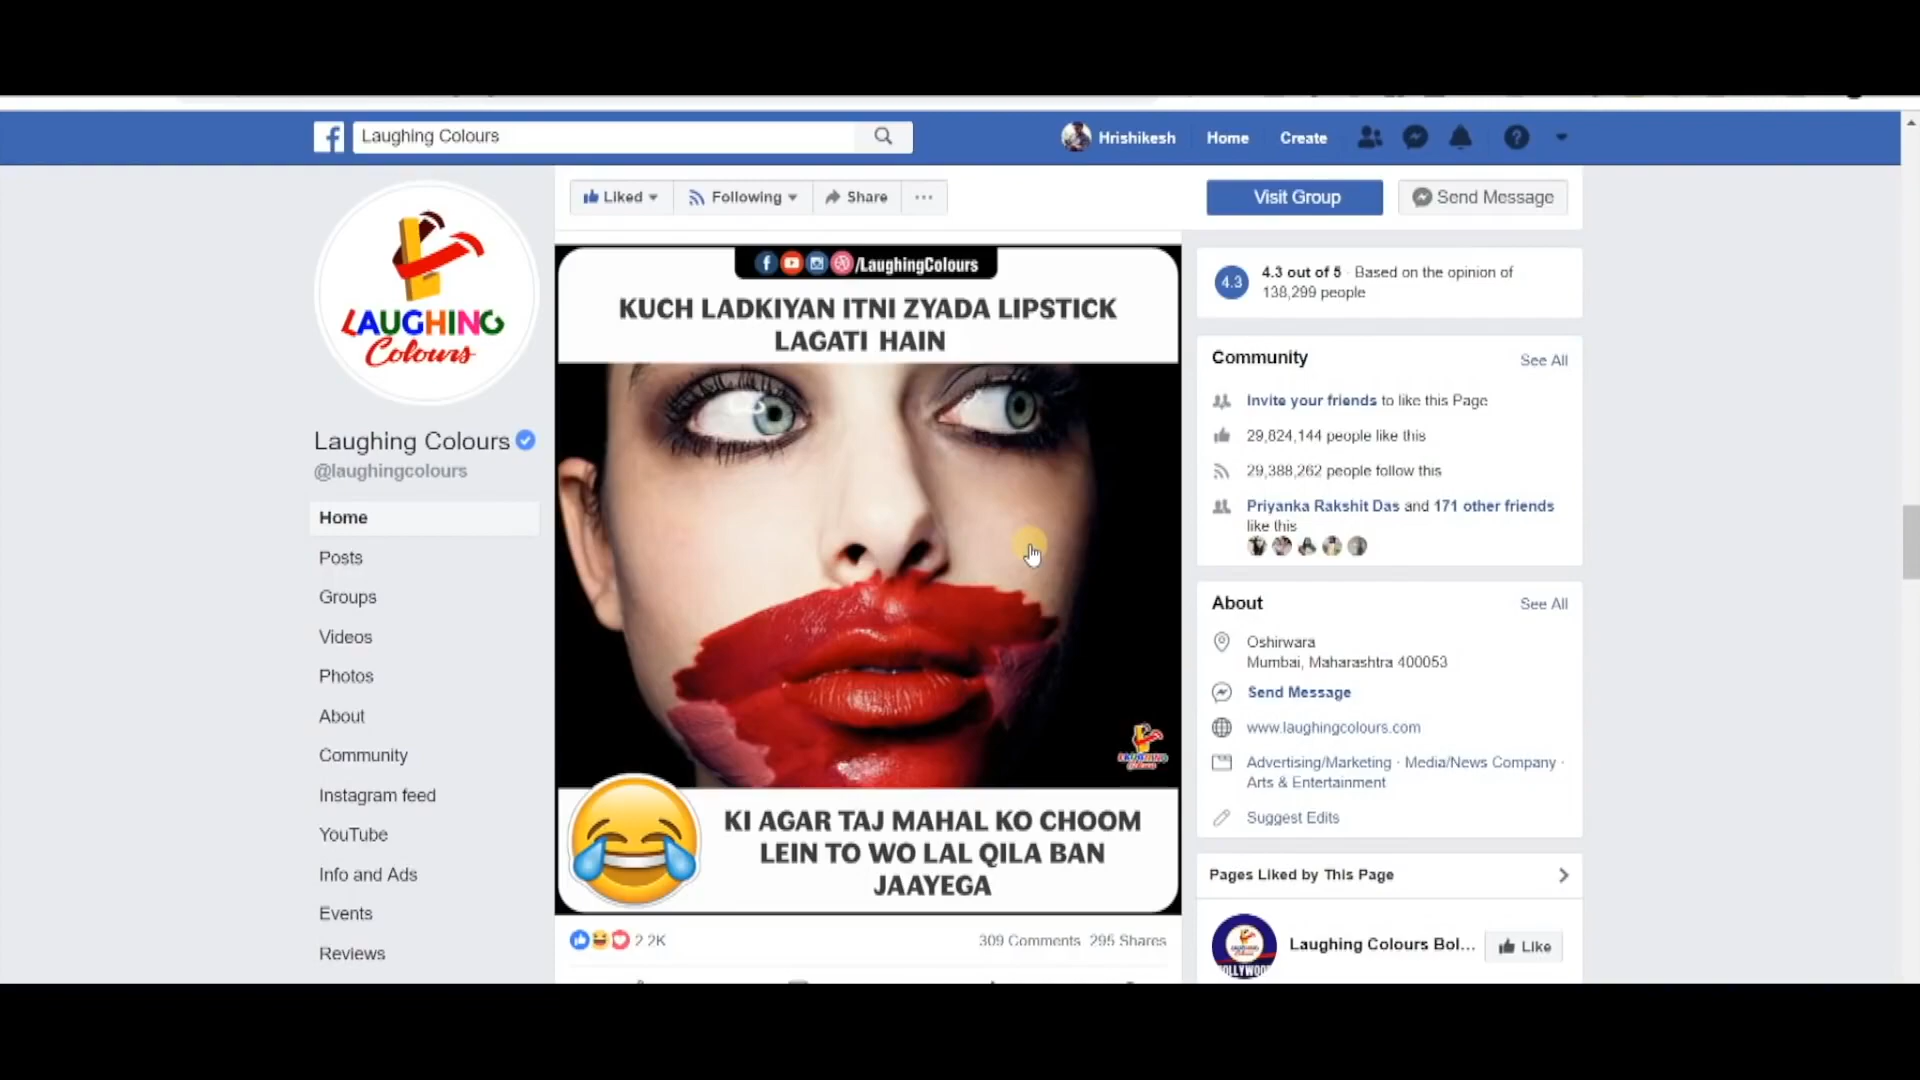 Laughing Colours
Hrishikesh
Home
Create
LAUGHING
Colours
Laughing Colours
@laughingcolours
Home
Posts
Groups
Videos
Photos
About
Community
Instagram feed
YouTube
Info and Ads
Events
Reviews
Liked
Following
Share
Visit Group
Send Message
/LaughingColours
KUCH LADKIYAN ITNI ZYADA LIPSTICK
LAGATI HAIN
LAUGHING
Colours
KI AGAR TAJ MAHAL KO CHOOM
LEIN TO WO LAL QILA BAN
JAAYEGA
2.2K
309 Comments 295 Shares
4.3
4.3 out of 5 · Based on the opinion of
138,299 people
Community
See All
Invite your friends to like this Page
29,824,144 people like this
29,388,262 people follow this
Priyanka Rakshit Das and 171 other friends
like this
About
See All
Oshirwara
Mumbai, Maharashtra 400053
Send Message
www.laughingcolours.com
Advertising/Marketing · Media/News Company ·
Arts & Entertainment
Suggest Edits
Pages Liked by This Page
Laughing Colours Bol...
Like